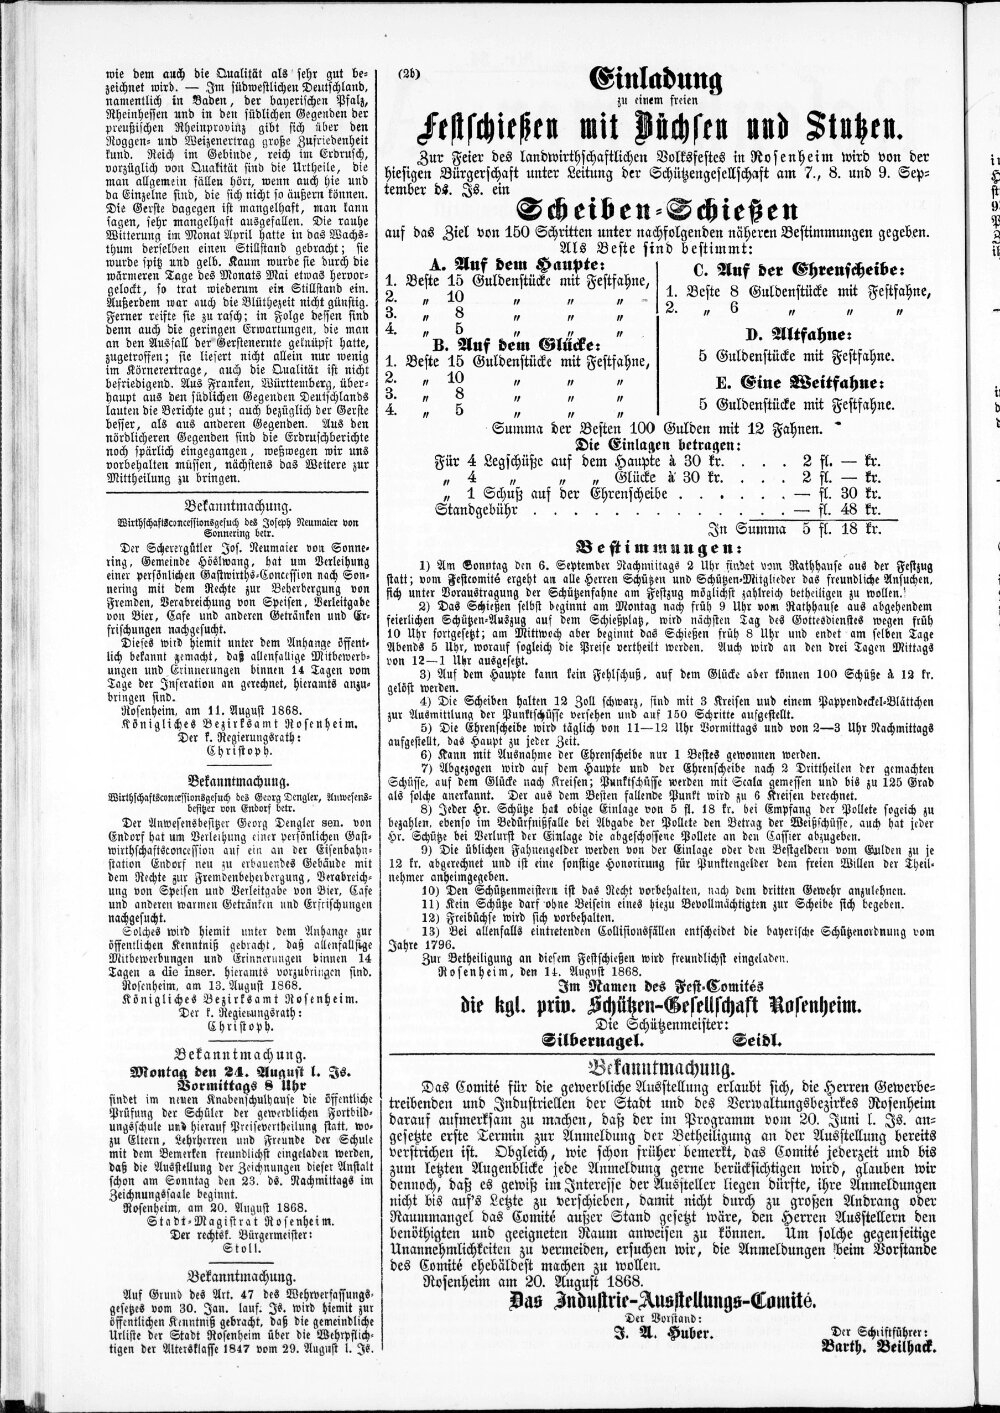 wie dem auch die Qualität als sehr gut be-
zeichnet wird. — Im südwestlichen Deutschland,
namentlich in Baden, der bayerischen Pfalz,
Rheinhessen und in den südlichen Gegenden der
preußischen Rheinprovinz gibt sich über den
Roggen- und Weizenertrag große Zufriedenheit
kund. Reich im Gebinde, reich im Erdrusch,
vorzüglich von Qualität sind die Urtheile, die
man allgemein fällen hört, wenn auch hie und
da Einzelne sind, die sich nicht so äußern können.
Die Gerste dagegen ist mangelhaft, man kann
sagen, sehr mangelhaft ausgefallen. Die rauhe
Witterung im Monat April hatte in das Wachs-
thum derselben einen Stillstand gebracht; sie
wurde spitz und gelb. Kaum wurde sie durch die
wärmeren Tage des Monats Mai etwas hervor-
gelockt, so trat wiederum ein Stillstand ein.
Außerdem war auch die Blüthezeit nicht günstig.
Ferner reifte sie zu rasch; in Folge dessen sind
denn auch die geringen Erwartungen, die man
an den Ausfall der Gerstenernte geknüpft hatte,
zugetroffen; sie liefert nicht allein nur wenig
im Körnerertrage, auch die Qualität ist nicht
befriedigend. Aus Franken, Württemberg, über-
haupt aus den südlichen Gegenden Deutschlands
lauten die Berichte gut; auch bezüglich der Gerste
besser, als aus anderen Gegenden. Aus den
nördlicheren Gegenden sind die Erdruschberichte
noch spärlich eingegangen, weßwegen wir uns
vorbehalten müssen, nächstens das Weitere zur
Mittheilung zu bringen.
Bekanntmachung.
Wirthschaftsconcessionsgesuch des Joseph Neumaier von
Sonnering betr.
Der Scherergütler Jos. Neumaier von Sonne-
ring, Gemeinde Höslwang, hat um Verleihung
einer persönlichen Gastwirths-Concession nach Son-
nering mit dem Rechte zur Beherbergung von
Fremden, Verabreichung von Speisen, Verleitgabe
von Bier, Cafe und anderen Getränken und Er-
frischungen nachgesucht.
Dieses wird hiemit unter dem Anhange öffent-
lich bekannt gemacht, daß allenfallige Mitbewerb-
ungen und Erinnerungen binnen 14 Tagen vom
Tage der Inseration an gerechnet, hieramts anzu-
bringen sind.
Rosenheim, am 11. August 1868.
Königliches Bezirksamt Rosenheim.
Der k. Regierungsrath:
Christoph.
Bekanntmachung.
Wirthschaftsconcessionsgesuch des Georg Dengler, Anwesens-
besitzer von Endorf betr.
Der Anwesensbesitzer Georg Dengler sen. von
Endorf hat um Verleihung einer persönlichen Gast-
wirthschaftsconcession auf ein an der Eisenbahn-
station Endorf neu zu erbauendes Gebäude mit
dem Rechte zur Fremdenbeherbergung, Verabreich-
ung von Speisen und Verleitgabe von Bier, Cafe
und anderen warmen Getränken und Erfrischungen
nachgesucht.
Solches wird hiemit unter dem Anhange zur
öffentlichen Kenntniß gebracht, daß allenfallsige
Mitbewerbungen und Erinnerungen binnen 14
Tagen a die inser. hieramts vorzubringen sind.
Rosenheim, am 13. August 1868.
Königliches Bezirksamt Rosenheim.
Der k. Regierungsrath:
Christoph.
Bekanntmachung.
Montag den 24. August l. Js.
Vormittags 8 Uhr
findet im neuen Knabenschulhause die öffentliche
Prüfung der Schüler der gewerblichen Fortbild-
ungsschule und hierauf Preisevertheilung statt, wo-
zu Eltern, Lehrherren und Freunde der Schule
mit dem Bemerken freundlichst eingeladen werden,
daß die Ausstellung der Zeichnungen dieser Anstalt
schon am Sonntag den 23. ds. Nachmittags im
Zeichnungssaale beginnt.
Rosenheim, am 20. August 1868.
Stadt-Magistrat Rosenheim.
Der rechtsk. Bürgermeister:
Stoll.
Bekanntmachung.
Auf Grund des Art. 47 des Wehrverfassungs-
gesetzes vom 30. Jan. lauf. Js. wird hiemit zur
öffentlichen Kenntniß gebracht, daß die gemeindliche
Urliste der Stadt Rosenheim über die Wehrpflich-
tigen der Altersklasse 1847 vom 29. August l. Js.
(2b)
Einladung
zu einem freien
Festschießen mit Büchsen und Stutzen.
Zur Feier des landwirthschaftlichen Volksfestes in Rosenheim wird von der
hiesigen Bürgerschaft unter Leitung der Schützengesellschaft am 7., 8. und 9. Sep-
tember ds. Js. ein
Scheiben-Schießen
auf das Ziel von 150 Schritten unter nachfolgenden näheren Bestimmungen gegeben.
Als Beste sind bestimmt:
A. Auf dem Haupte:
1. Beste 15 Guldenstücke mit Festfahne,
2. „ 10 „ „ „
3. „ 8 „ „ „
4. „ 5 „ „ „
B. Auf dem Glücke:
1. Beste 15 Guldenstücke mit Festfahne,
2. „ 10 „ „ „
3. „ 8 „ „ „
4. „ 5 „ „ „
C. Auf der Ehrenscheibe:
1. Beste 8 Guldenstücke mit Festfahne,
2. „ 6 „ „ „
D. Altfahne:
5 Guldenstücke mit Festfahne.
E. Eine Weitfahne:
5 Guldenstücke mit Festfahne.
Summa der Besten 100 Gulden mit 12 Fahnen.
Die Einlagen betragen:
Für 4 Legschüße auf dem Haupte à 30 kr. . . . 2 fl. — kr.
„ 4 „ „ „ Glücke à 30 kr. . . . 2 fl. — kr.
„ 1 Schuß auf der Ehrenscheibe . . . . . . — fl. 30 kr.
Standgebühr . . . . . . . . . . — fl. 48 kr.
In Summa 5 fl. 18 kr.
Bestimmungen:
1) Am Sonntag den 6. September Nachmittags 2 Uhr findet vom Rathhause aus der Festzug
statt; vom Festcomité ergeht an alle Herren Schützen und Schützen-Mitglieder das freundliche Ansuchen,
sich unter Voraustragung der Schützenfahne am Festzug möglichst zahlreich betheiligen zu wollen.
2) Das Schießen selbst beginnt am Montag nach früh 9 Uhr vom Rathhause aus abgehendem
feierlichen Schützen-Auszug auf dem Schießplatz, wird nächsten Tag des Gottesdienstes wegen früh
10 Uhr fortgesetzt; am Mittwoch aber beginnt das Schießen früh 8 Uhr und endet am selben Tage
Abends 5 Uhr, worauf sogleich die Preise vertheilt werden. Auch wird an den drei Tagen Mittags
von 12—1 Uhr ausgesetzt.
3) Auf dem Haupte kann kein Fehlschuß, auf dem Glücke aber können 100 Schüße à 12 kr.
gelöst werden.
4) Die Scheiben halten 12 Zoll schwarz, sind mit 3 Kreisen und einem Pappendeckel-Blättchen
zur Ausmittlung der Punktschüsse versehen und auf 150 Schritte aufgestellt.
5) Die Ehrenscheibe wird täglich von 11—12 Uhr Vormittags und von 2—3 Uhr Nachmittags
aufgestellt, das Haupt zu jeder Zeit.
6) Kann mit Ausnahme der Ehrenscheibe nur 1 Bestes gewonnen werden.
7) Abgezogen wird auf dem Haupte und der Ehrenscheibe nach 2 Drittheilen der gemachten
Schüsse, auf dem Glücke nach Kreisen; Punktschüsse werden mit Scala gemessen und bis zu 125 Grad
als solche anerkannt. Der aus dem Besten fallende Punkt wird zu 6 Kreisen berechnet.
8) Jeder Hr. Schütze hat obige Einlage von 5 fl. 18 kr. bei Empfang der Pollete sogeich zu
bezahlen, ebenso im Bedürfnißfalle bei Abgabe der Pollete den Betrag der Weißschüsse, auch hat jeder
Hr. Schütze bei Verlurst der Einlage die abgeschossene Pollete an den Cassier abzugeben.
9) Die üblichen Fahnengelder werden von der Einlage oder den Bestgeldern vom Gulden zu je
12 kr. abgerechnet und ist eine sonstige Honorirung für Punktengelder dem freien Willen der Theil-
nehmer anheimgegeben.
10) Den Schützenmeistern ist das Recht vorbehalten, nach dem dritten Gewehr anzulehnen.
11) Kein Schütze darf ohne Beisein eines hiezu Bevollmächtigten zur Scheibe sich begeben.
12) Freibüchse wird sich vorbehalten.
13) Bei allenfalls eintretenden Collisionsfällen entscheidet die bayerische Schützenordnung vom
Jahre 1796.
Zur Betheiligung an diesem Festschießen wird freundlichst eingeladen.
Rosenheim, den 14. August 1868.
Im Namen des Fest-Comités
die kgl. priv. Schützen-Gesellschaft Rosenheim.
Die Schützenmeister:
Silbernagel. Seidl.
Bekanntmachung.
Das Comité für die gewerbliche Ausstellung erlaubt sich, die Herren Gewerbe-
treibenden und Industriellen der Stadt und des Verwaltungsbezirkes Rosenheim
darauf aufmerksam zu machen, daß der im Programm vom 20. Juni l. Js. an-
gesetzte erste Termin zur Anmeldung der Betheiligung an der Ausstellung bereits
verstrichen ist. Obgleich, wie schon früher bemerkt, das Comité jederzeit und bis
zum letzten Augenblicke jede Anmeldung gerne berücksichtigen wird, glauben wir
dennoch, daß es gewiß im Interesse der Aussteller liegen dürfte, ihre Anmeldungen
nicht bis auf's Letzte zu verschieben, damit nicht durch zu großen Andrang oder
Raummangel das Comité außer Stand gesetzt wäre, den Herren Ausstellern den
benöthigten und geeigneten Raum anweisen zu können. Um solche gegenseitige
Unannehmlichkeiten zu vermeiden, ersuchen wir, die Anmeldungen beim Vorstande
des Comité ehebäldest machen zu wollen.
Rosenheim am 20. August 1868.
Das Industrie-Ausstellungs-Comité.
Der Vorstand:
J. A. Huber.
Der Schriftführer:
Barth. Beilhack.